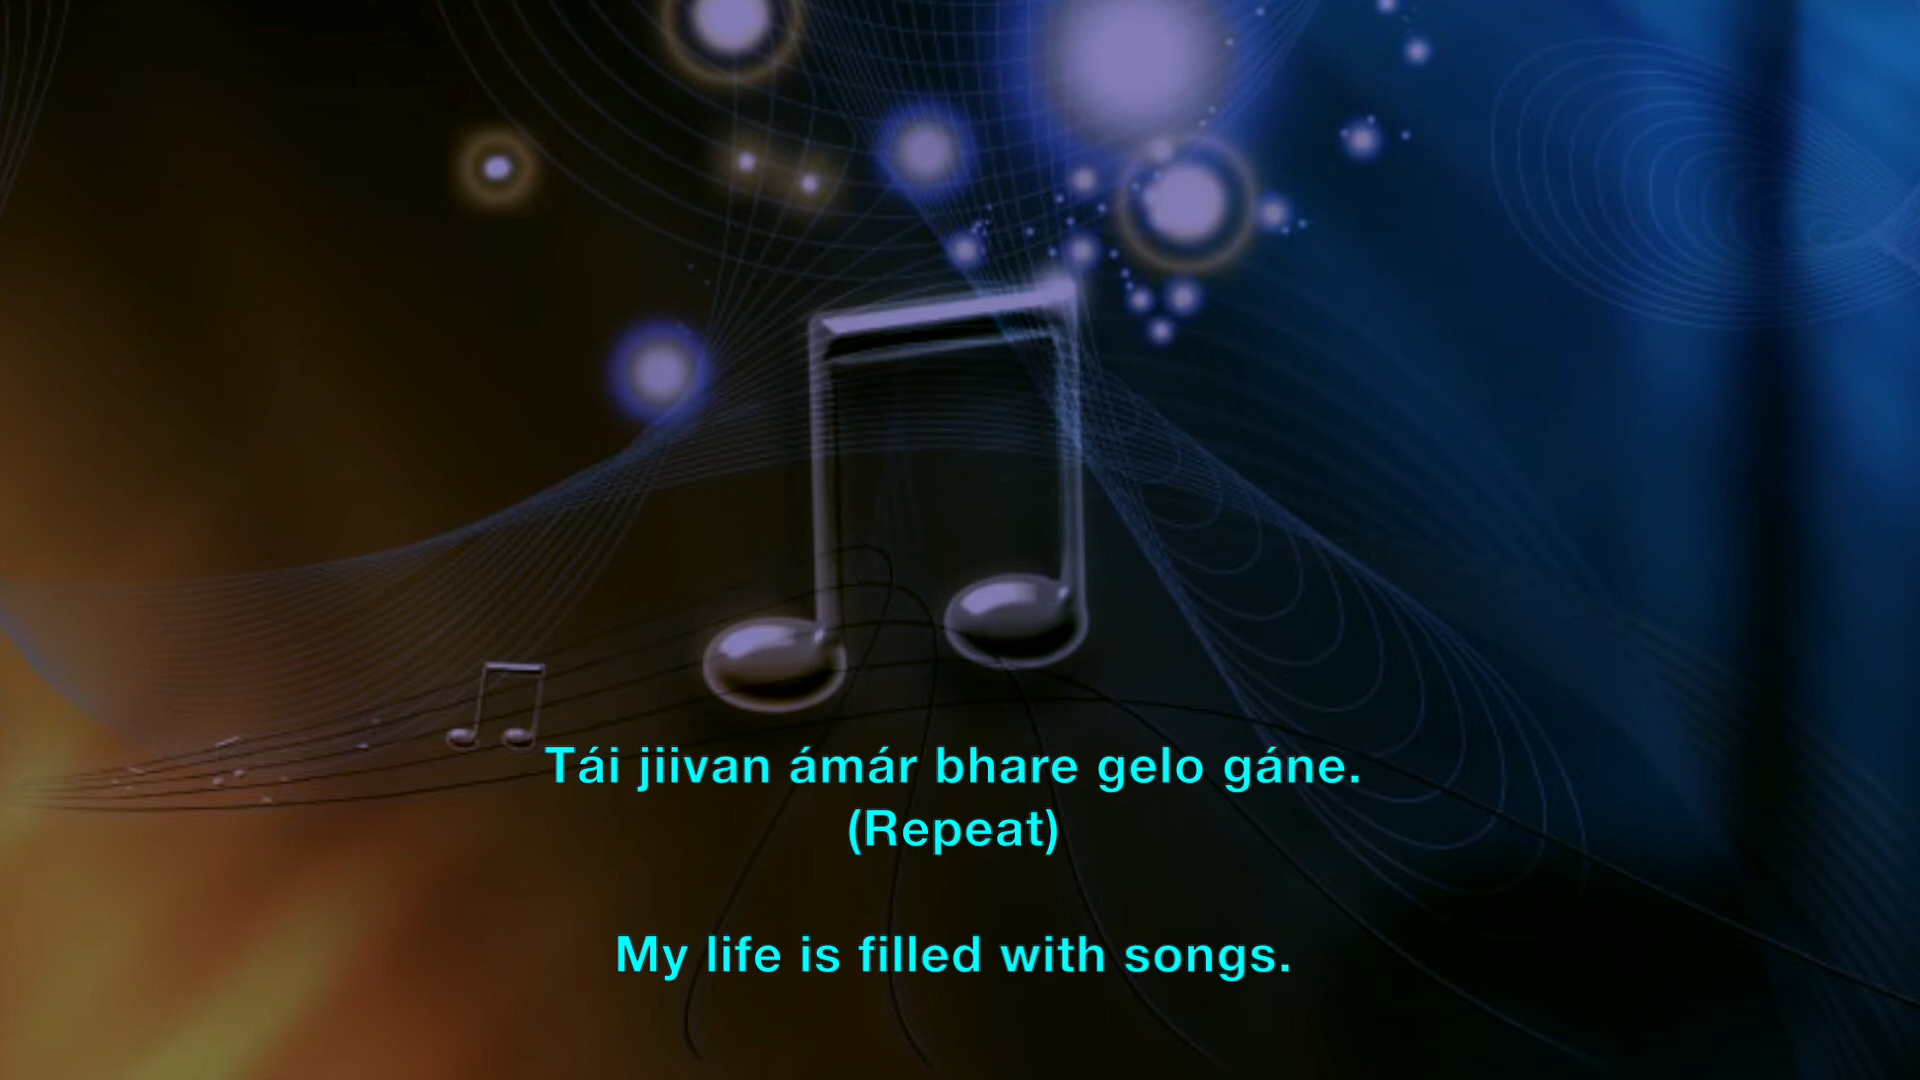 Tái jiivan ámár bhare gelo gáne.
(Repeat)
My life is filled with songs.